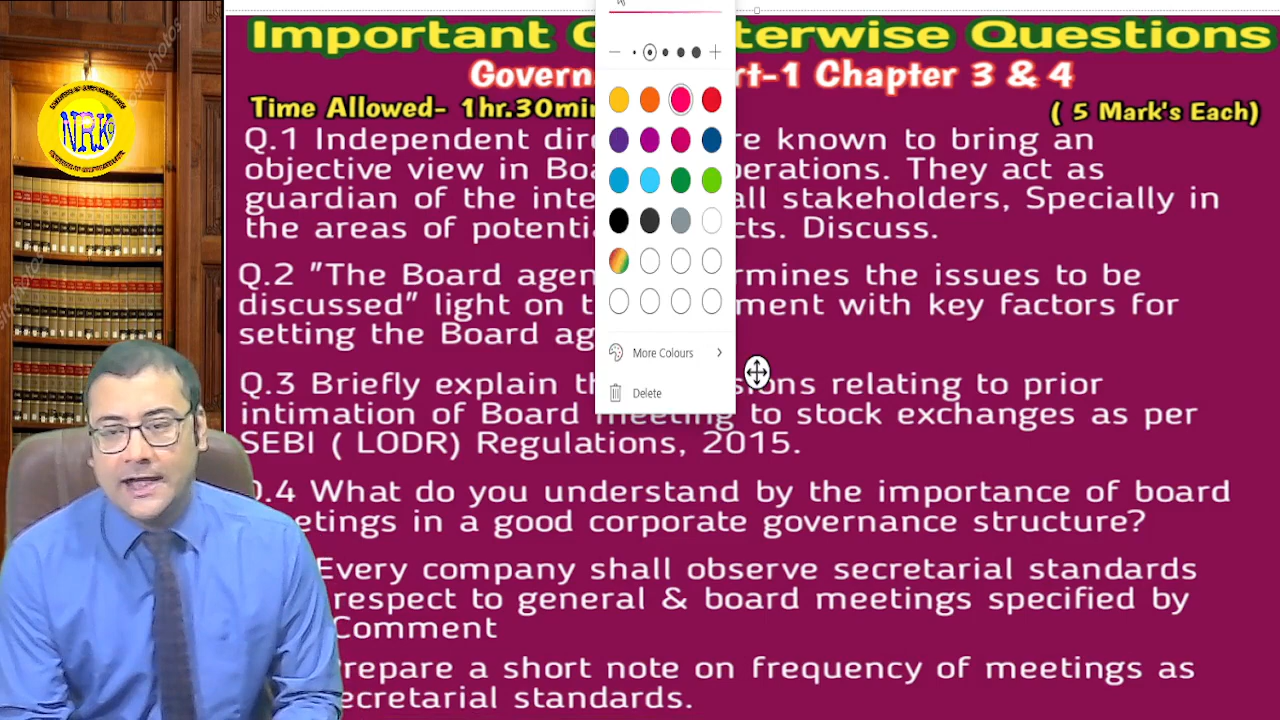 Important C terwise Questions
Govern rt-1 Chapter 3 & 4
Time Allowed- 1hr.30min
( 5 Mark's Each)
Q.1 Independent dir re known to bring an
objective view in Boa perations. They act as
guardian of the inte all stakeholders, Specially in
the areas of potenti cts. Discuss.
Q.2 "The Board agen rmines the issues to be
discussed" light on t ment with key factors for
setting the Board ag
Q.3 Briefly explain th sions relating to prior
intimation of Board meeting to stock exchanges as per
SEBI ( LODR) Regulations, 2015.
Q.4 What do you understand by the importance of board
etings in a good corporate governance structure?
Every company shall observe secretarial standards
respect to general & board meetings specified by
Comment
Prepare a short note on frequency of meetings as
ecretarial standards.
More Colours
Delete
NRK